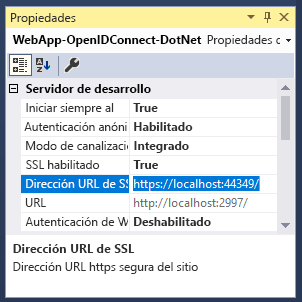 Propiedades
WebApp-OpenIDConnect-DotNet Propiedades d
Servidor de desarrollo
Iniciar siempre al True
Autenticación anóni Habilitado
Modo de canalizació Integrado
SSL habilitado True
Dirección URL de SS https://localhost:44349/
URL http://localhost:2997/
Autenticación de W Deshabilitado
Dirección URL de SSL
Dirección URL https segura del sitio